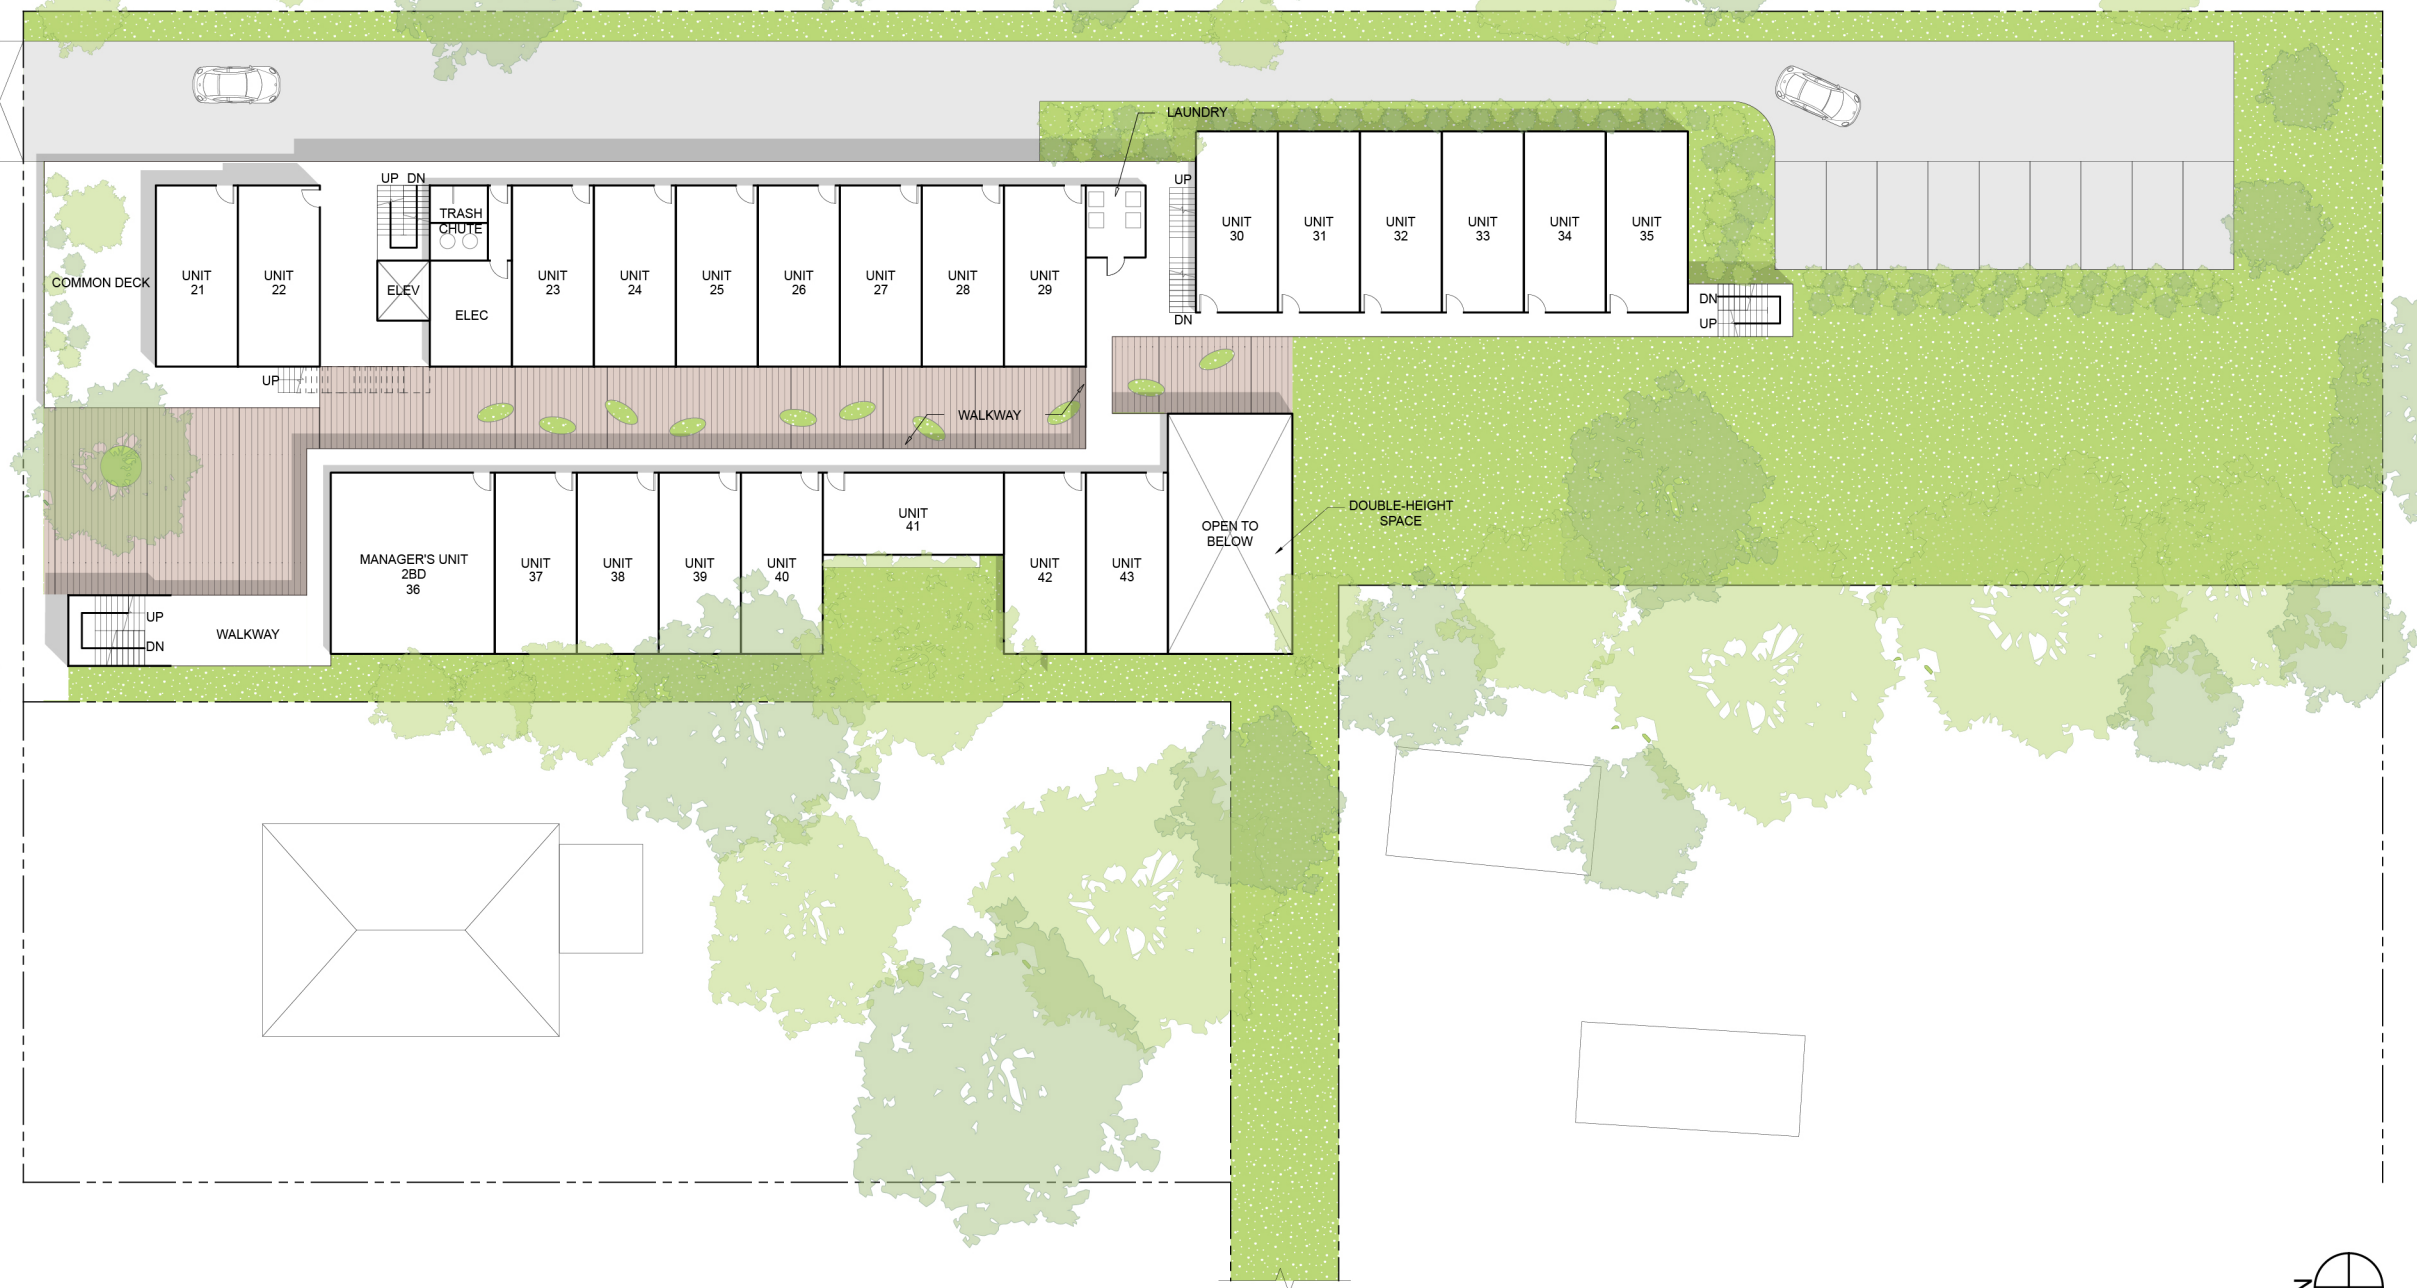 LAUNDRY
UP DN
UP
TRASH
CHUTE
UNIT
30
UNIT
31
UNIT
32
UNIT
33
UNIT
34
UNIT
35
COMMON DECK
UNIT
21
UNIT
22
ELEV
ELEC
UNIT
23
UNIT
24
UNIT
25
UNIT
26
UNIT
27
UNIT
28
UNIT
29
DN
DN
UP
UP
WALKWAY
MANAGER'S UNIT
2BD
36
UNIT
37
UNIT
38
UNIT
39
UNIT
40
UNIT
41
UNIT
42
UNIT
43
OPEN TO
BELOW
DOUBLE-HEIGHT
SPACE
UP
DN
WALKWAY
N